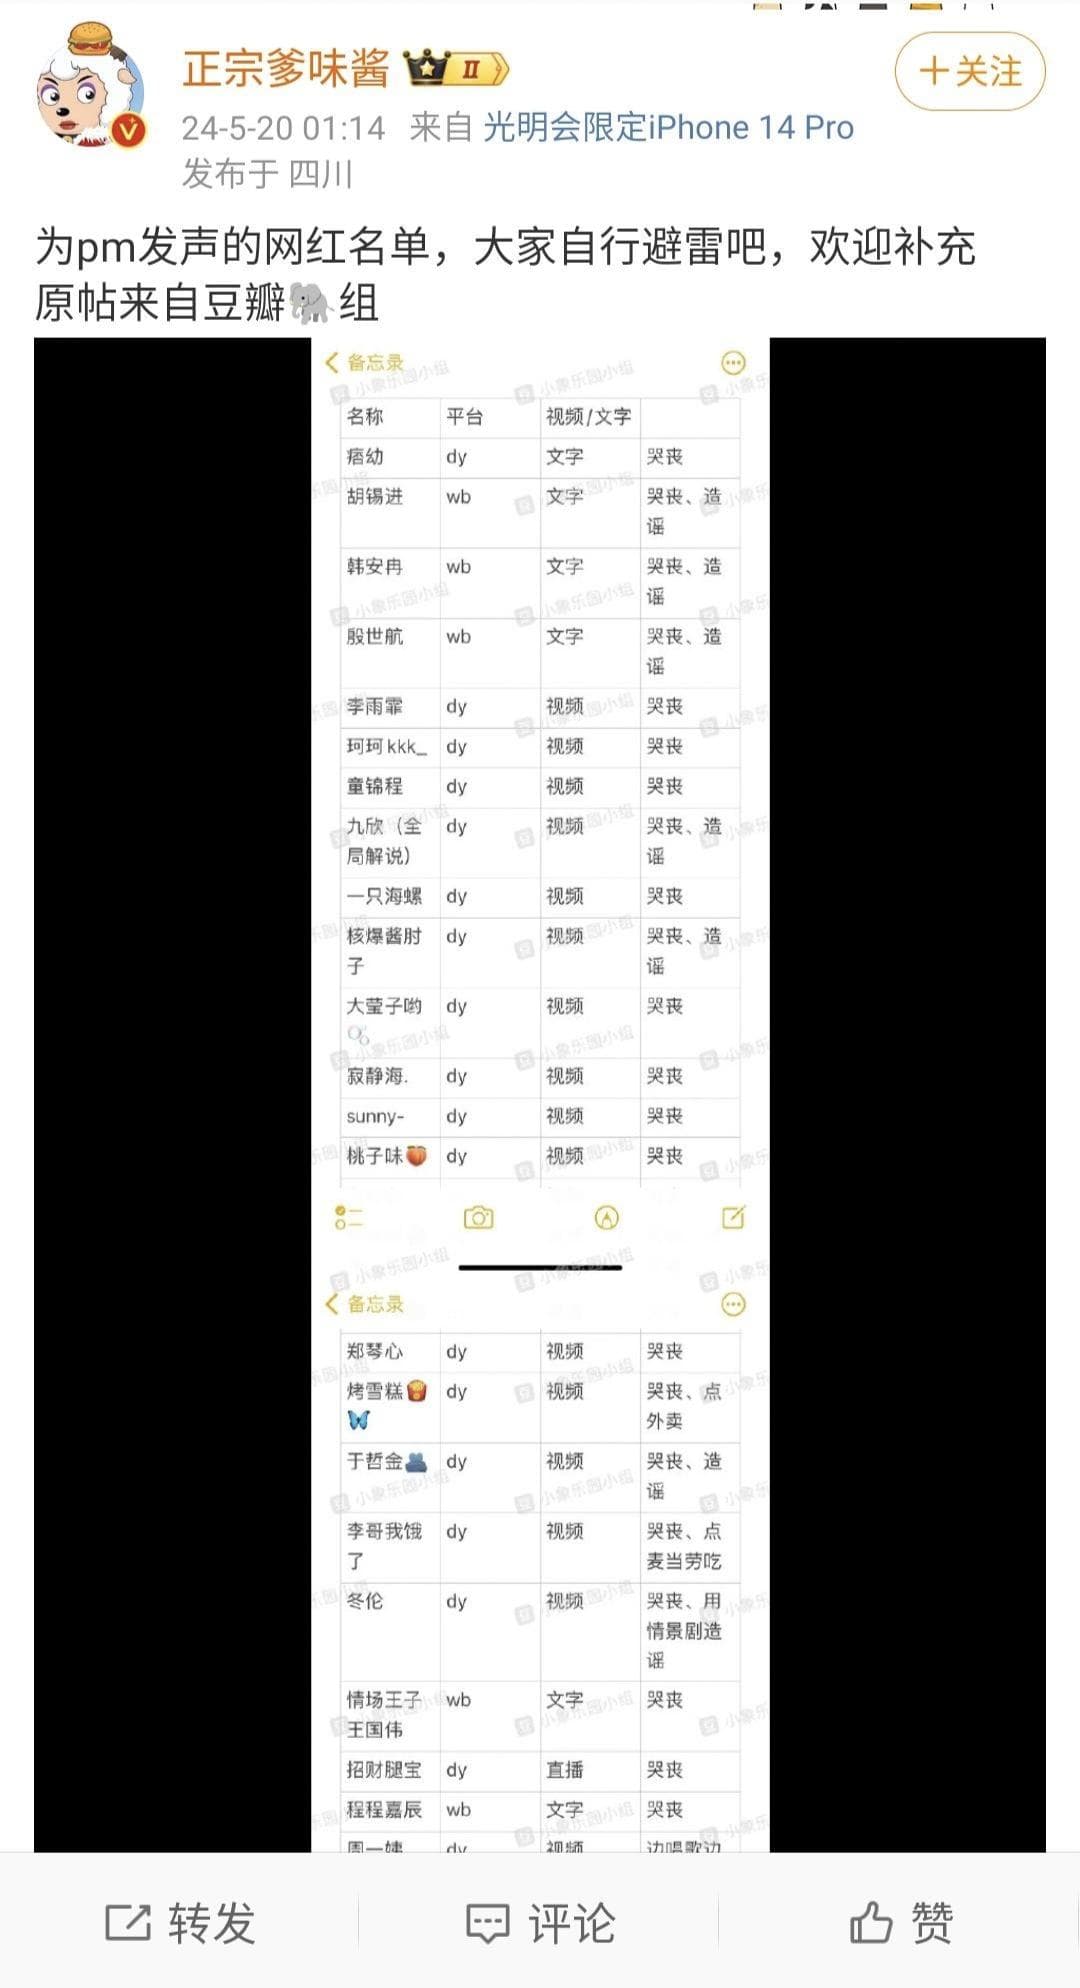 正宗爹味酱 II
+关注
24-5-20 01:14 来自 光明会限定iPhone 14 Pro
发布于 四川
为pm发声的网红名单，大家自行避雷吧，欢迎补充
原帖来自豆瓣🐘组
备忘录
名称 平台 视频/文字
痞幼 dy 文字 哭丧
胡锡进 wb 文字 哭丧、造
谣
韩安冉 wb 文字 哭丧、造
谣
殷世航 wb 文字 哭丧、造
谣
李雨霏 dy 视频 哭丧
珂珂kkk_ dy 视频 哭丧
童锦程 dy 视频 哭丧
九欣（全 dy 视频 哭丧、造
局解说） 谣
一只海螺 dy 视频 哭丧
核爆酱肘 dy 视频 哭丧、造
子 谣
大莹子哟 dy 视频 哭丧
🫧
寂静海. dy 视频 哭丧
sunny- dy 视频 哭丧
桃子味🍑 dy 视频 哭丧
备忘录
郑琴心 dy 视频 哭丧
烤雪糕🍟 dy 视频 哭丧、点
🦋 外卖
于哲金🫂 dy 视频 哭丧、造
谣
李哥我饿 dy 视频 哭丧、点
了 麦当劳吃
冬伦 dy 视频 哭丧、用
情景剧造
谣
情场王子 wb 文字 哭丧
王国伟
招财腿宝 dy 直播 哭丧
程程嘉辰 wb 文字 哭丧
周一姨 dy 视频 边唱歌边
豆 小象乐园小组
转发 评论 赞